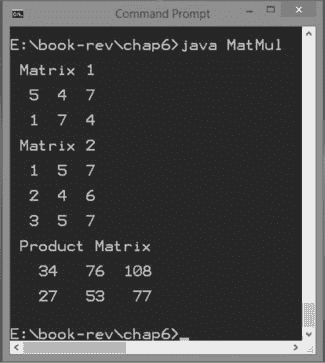 Command Prompt
E:\book-rev\chap6>java MatMul
Matrix 1
5 4 7
1 7 4
Matrix 2
1 5 7
2 4 6
3 5 7
Product Matrix
34 76 108
27 53 77
E:\book-rev\chap6>_